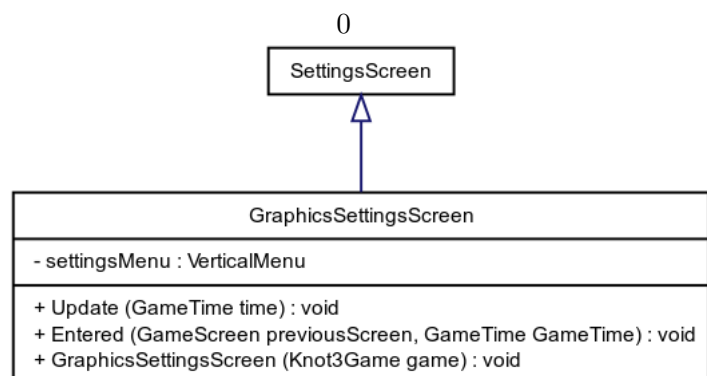 0
SettingsScreen
GraphicsSettingsScreen
- settingsMenu : VerticalMenu
+ Update (GameTime time) : void
+ Entered (GameScreen previousScreen, GameTime GameTime) : void
+ GraphicsSettingsScreen (Knot3Game game) : void